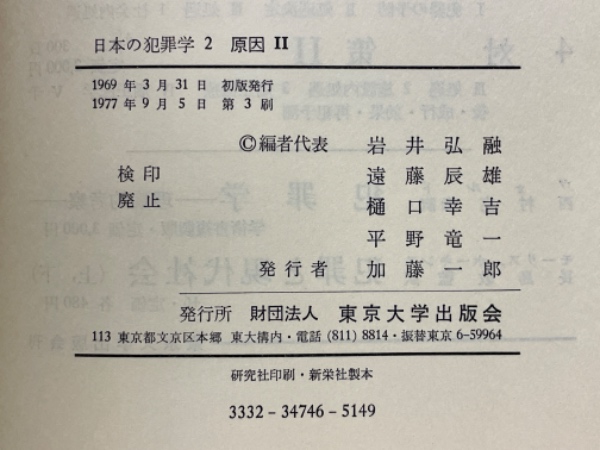 日本の犯罪学 2 原因 II
1969 年 3 月 31 日 初版発行
1977 年 9 月 5 日 第 3 刷
©編者代表 岩井弘融
検印 遠藤辰雄
廃止 樋口幸吉
平野竜一
発行者 加藤一郎
発行所 財団法人 東京大学出版会
113 東京都文京区本郷 東大構内・電話 (811) 8814・振替東京 6-59964
研究社印刷・新栄社製本
3332-34746-5149